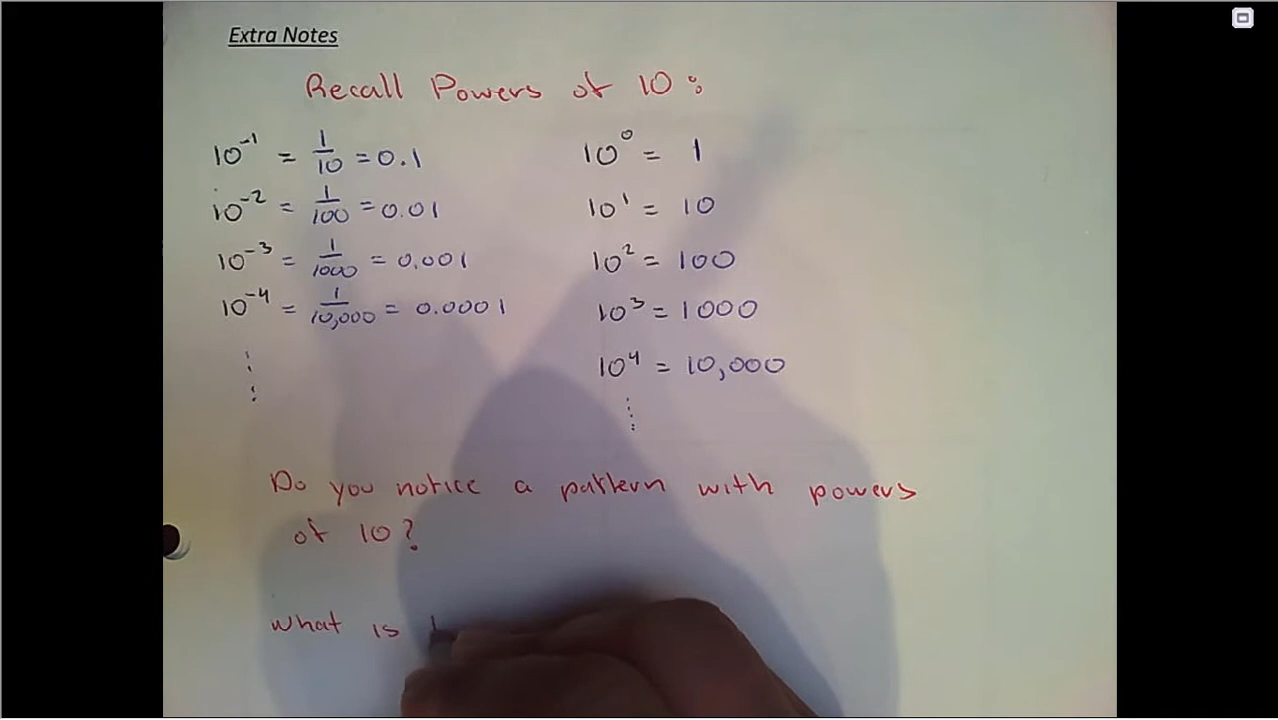 Extra Notes
Recall Powers of 10:
10⁻¹ = 1/10 = 0.1
10⁻² = 1/100 = 0.01
10⁻³ = 1/1000 = 0.001
10⁻⁴ = 1/10,000 = 0.0001
10⁰ = 1
10¹ = 10
10² = 100
10³ = 1000
10⁴ = 10,000
Do you notice a pattern with powers
of 10?
What is